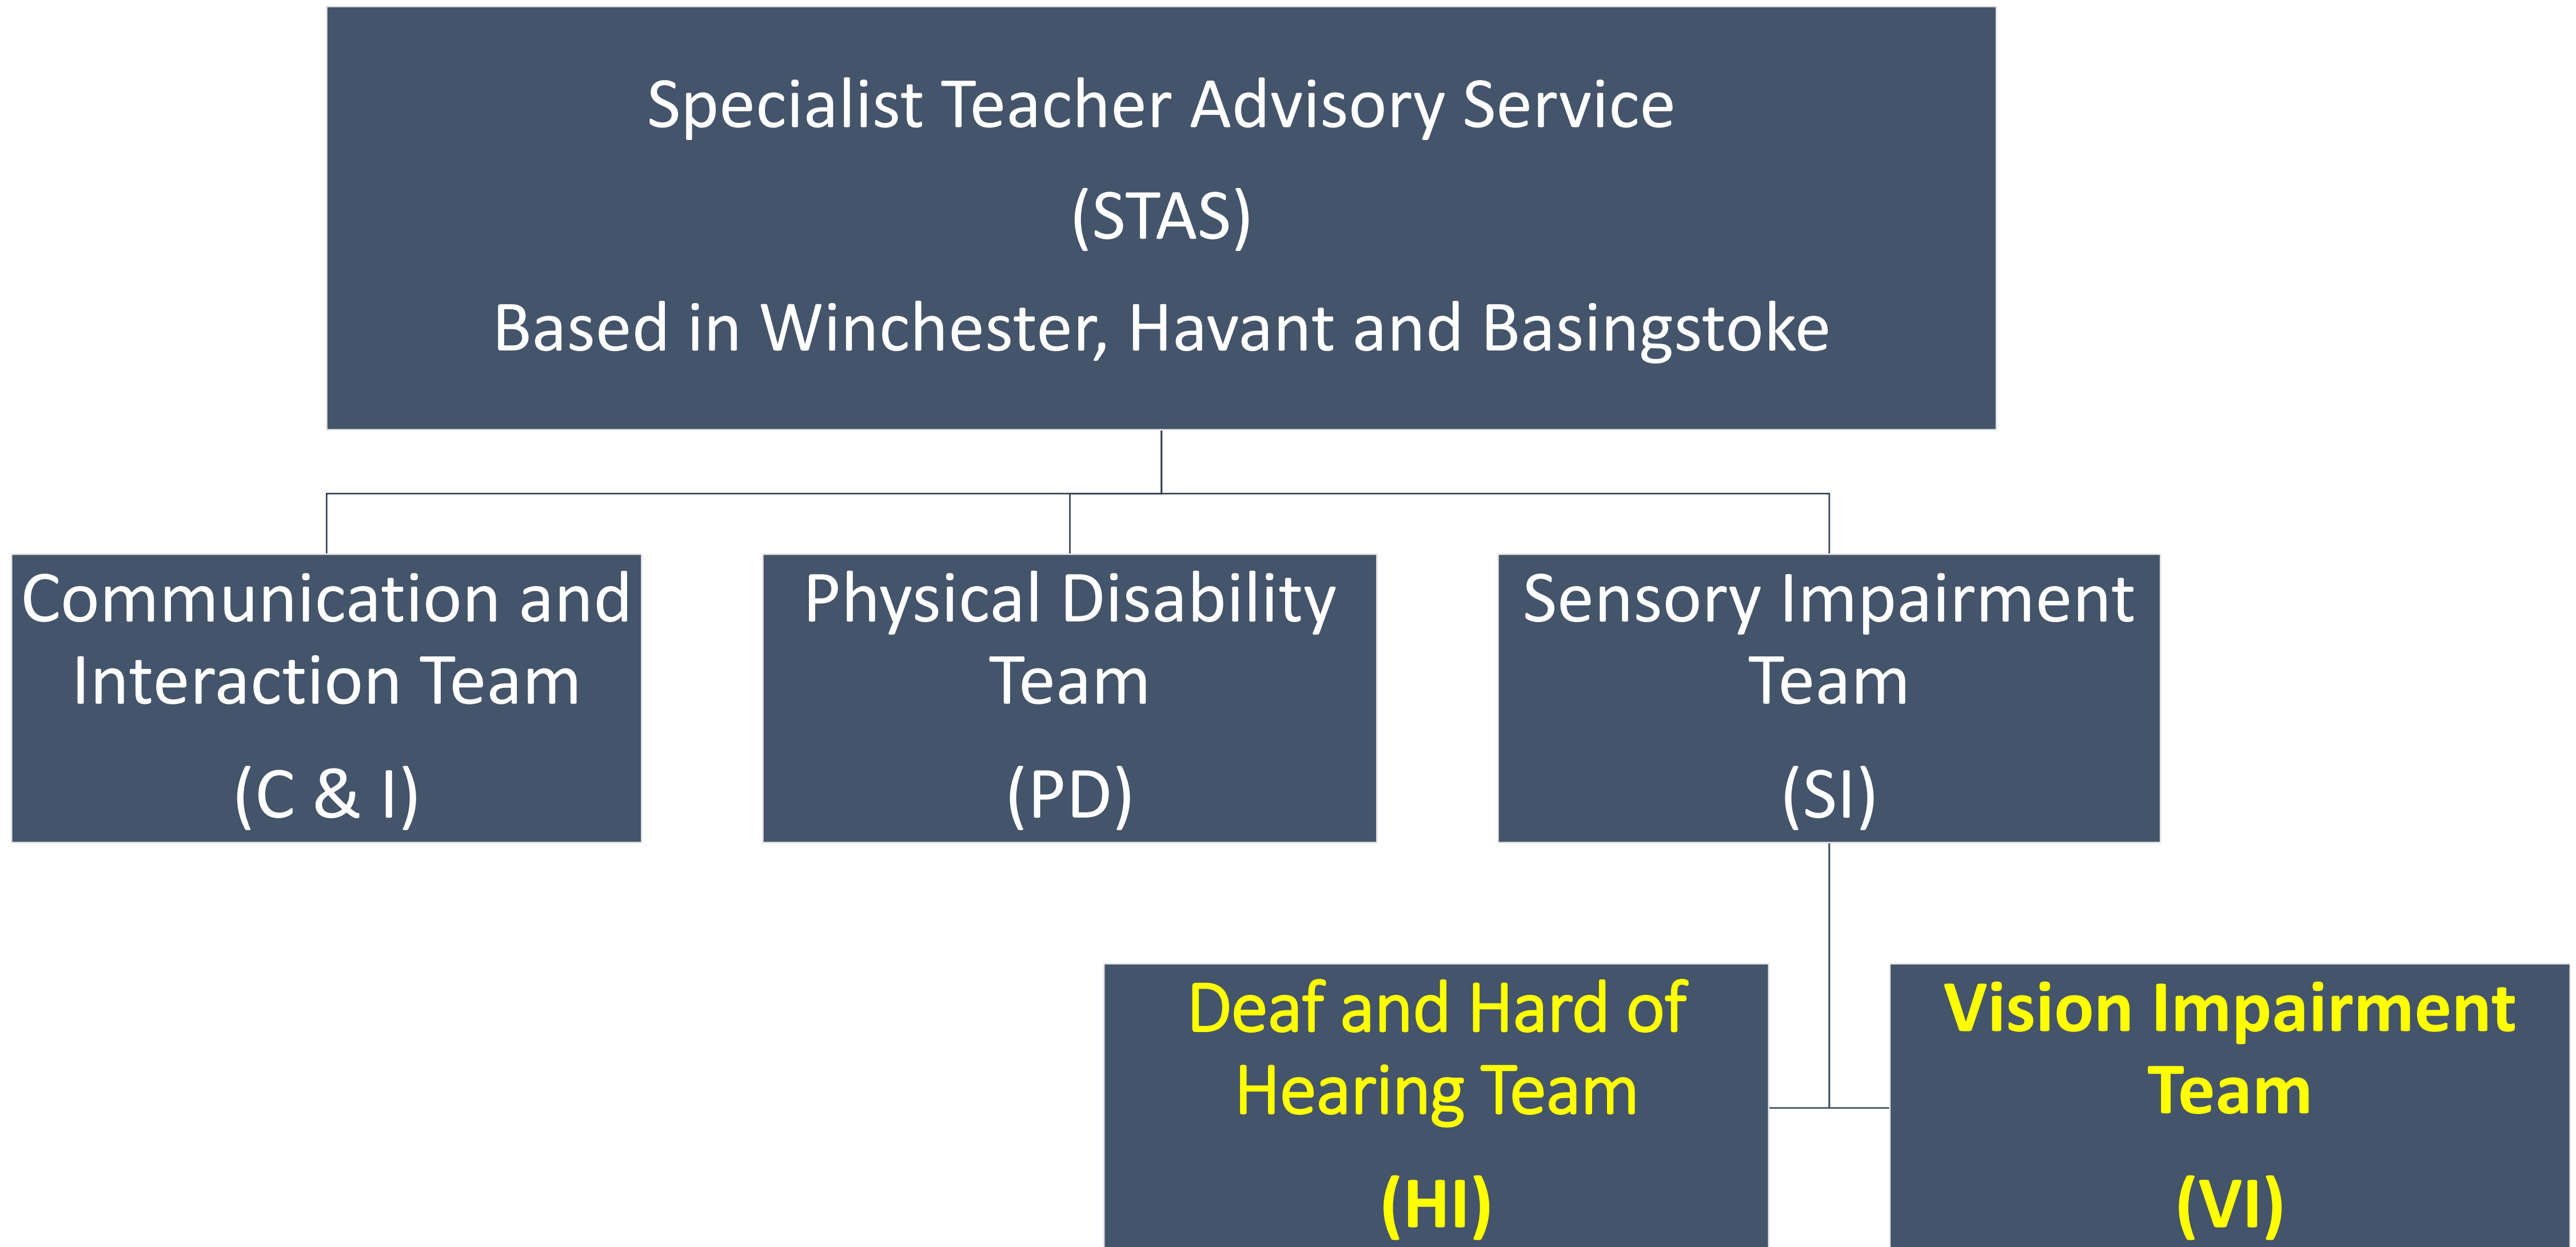 Specialist Teacher Advisory Service
(STAS)
Based in Winchester, Havant and Basingstoke
Communication and
Interaction Team
(C & I)
Physical Disability
Team
(PD)
Sensory Impairment
Team
(SI)
Deaf and Hard of
Hearing Team
(HI)
Vision Impairment
Team
(VI)